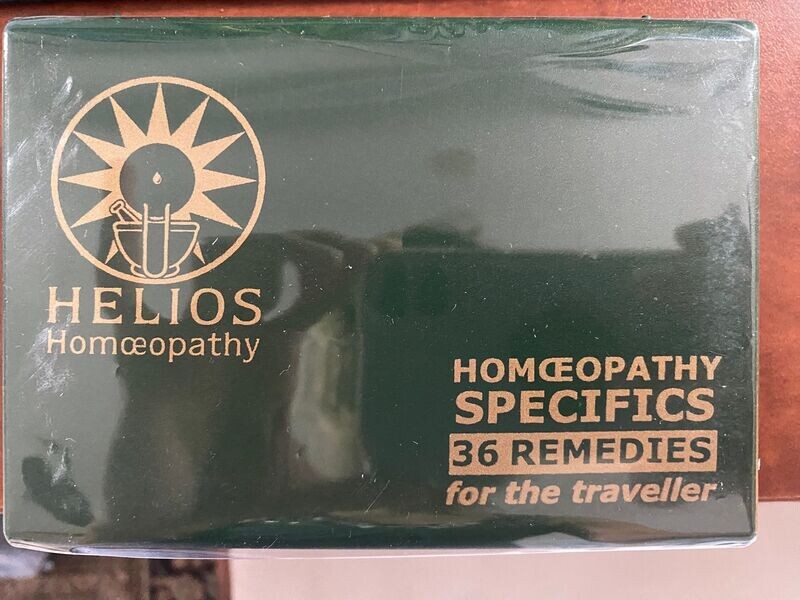 HELIOS
Homœopathy
HOMŒOPATHY
SPECIFICS
36 REMEDIES
for the traveller